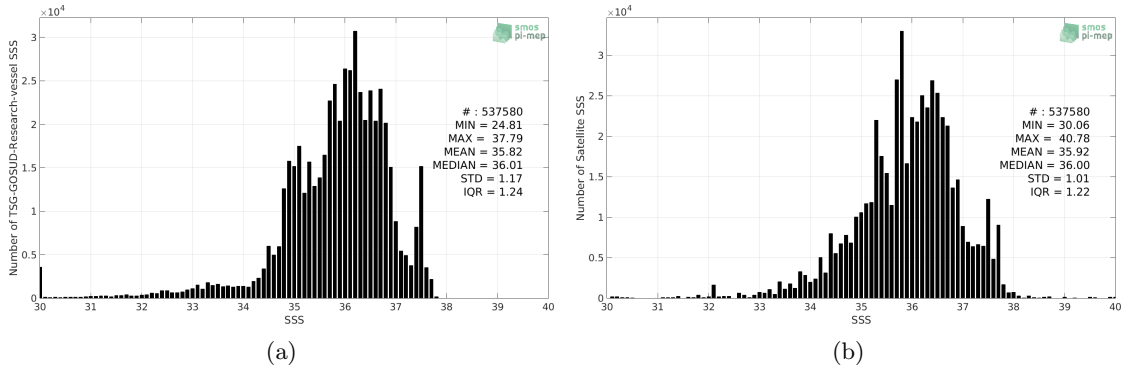 ×10⁴
smos
pi-mep
Number of TSG-GOSUD-Research-vessel SSS
3
2.5
2
1.5
1
0.5
0
# : 537580
MIN = 24.81
MAX = 37.79
MEAN = 35.82
MEDIAN = 36.01
STD = 1.17
IQR = 1.24
30 31 32 33 34 35 36 37 38 39 40
SSS
(a)
×10⁴
smos
pi-mep
Number of Satellite SSS
3
2.5
2
1.5
1
0.5
0
# : 537580
MIN = 30.06
MAX = 40.78
MEAN = 35.92
MEDIAN = 36.00
STD = 1.01
IQR = 1.22
30 31 32 33 34 35 36 37 38 39 40
SSS
(b)